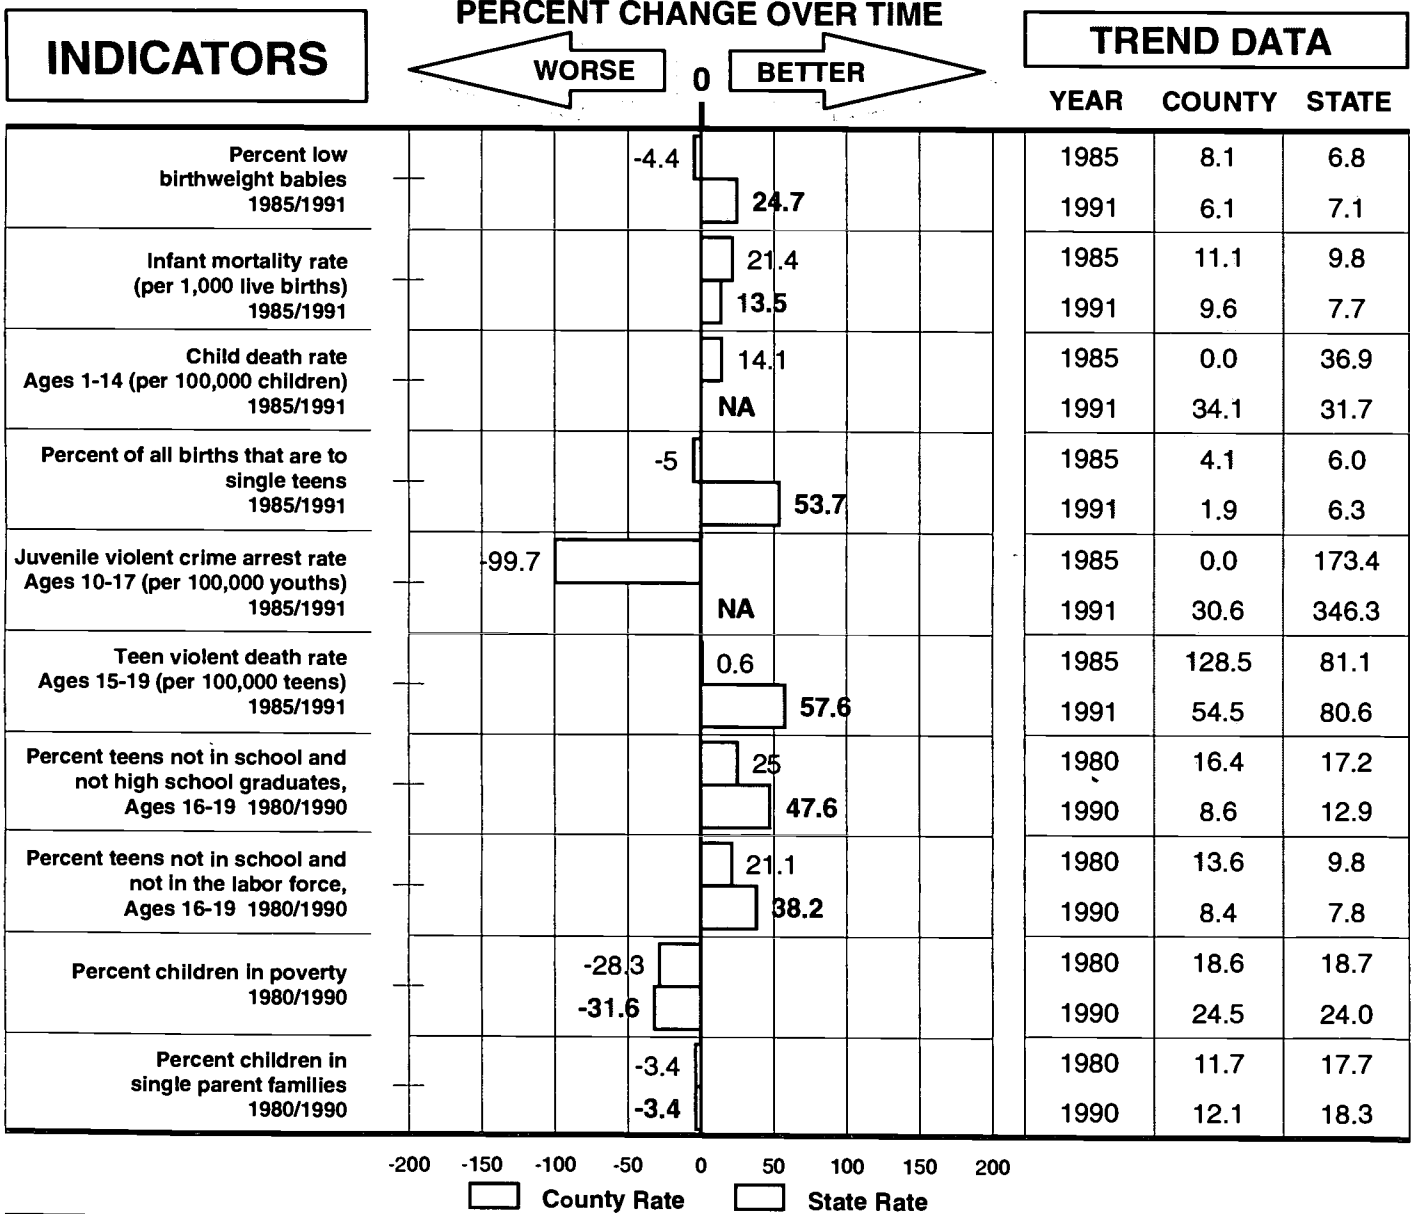 PERCENT CHANGE OVER TIME
INDICATORS
WORSE
0
BETTER
TREND DATA
YEAR COUNTY STATE
Percent low
birthweight babies
1985/1991
-4.4
24.7
1985 8.1 6.8
1991 6.1 7.1
Infant mortality rate
(per 1,000 live births)
1985/1991
21.4
13.5
1985 11.1 9.8
1991 9.6 7.7
Child death rate
Ages 1-14 (per 100,000 children)
1985/1991
14.1
NA
1985 0.0 36.9
1991 34.1 31.7
Percent of all births that are to
single teens
1985/1991
-5
53.7
1985 4.1 6.0
1991 1.9 6.3
Juvenile violent crime arrest rate
Ages 10-17 (per 100,000 youths)
1985/1991
-99.7
NA
1985 0.0 173.4
1991 30.6 346.3
Teen violent death rate
Ages 15-19 (per 100,000 teens)
1985/1991
0.6
57.6
1985 128.5 81.1
1991 54.5 80.6
Percent teens not in school and
not high school graduates,
Ages 16-19 1980/1990
25
47.6
1980 16.4 17.2
1990 8.6 12.9
Percent teens not in school and
not in the labor force,
Ages 16-19 1980/1990
21.1
38.2
1980 13.6 9.8
1990 8.4 7.8
Percent children in poverty
1980/1990
-28.3
-31.6
1980 18.6 18.7
1990 24.5 24.0
Percent children in
single parent families
1980/1990
-3.4
-3.4
1980 11.7 17.7
1990 12.1 18.3
-200 -150 -100 -50 0 50 100 150 200
County Rate State Rate